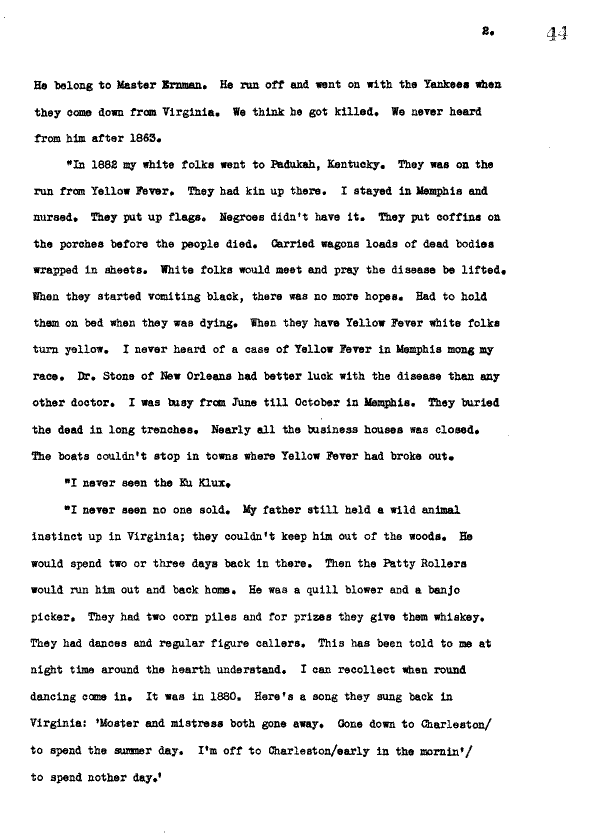 2. 44
He belong to Master Ernman. He run off and went on with the Yankees when
they come down from Virginia. We think he got killed. We never heard
from him after 1863.
"In 1882 my white folks went to Padukah, Kentucky. They was on the
run from Yellow Fever. They had kin up there. I stayed in Memphis and
nursed. They put up flags. Negroes didn't have it. They put coffins on
the porches before the people died. Carried wagons loads of dead bodies
wrapped in sheets. White folks would meet and pray the disease be lifted.
When they started vomiting black, there was no more hopes. Had to hold
them on bed when they was dying. When they have Yellow Fever white folks
turn yellow. I never heard of a case of Yellow Fever in Memphis mong my
race. Dr. Stone of New Orleans had better luck with the disease than any
other doctor. I was busy from June till October in Memphis. They buried
the dead in long trenches. Nearly all the business houses was closed.
The boats couldn't stop in towns where Yellow Fever had broke out.
"I never seen the Ku Klux.
"I never seen no one sold. My father still held a wild animal
instinct up in Virginia; they couldn't keep him out of the woods. He
would spend two or three days back in there. Then the Patty Rollers
would run him out and back home. He was a quill blower and a banjo
picker. They had two corn piles and for prizes they give them whiskey.
They had dances and regular figure callers. This has been told to me at
night time around the hearth understand. I can recollect when round
dancing come in. It was in 1880. Here's a song they sung back in
Virginia: 'Moster and mistress both gone away. Gone down to Charleston/
to spend the summer day. I'm off to Charleston/early in the mornin'/
to spend nother day.'